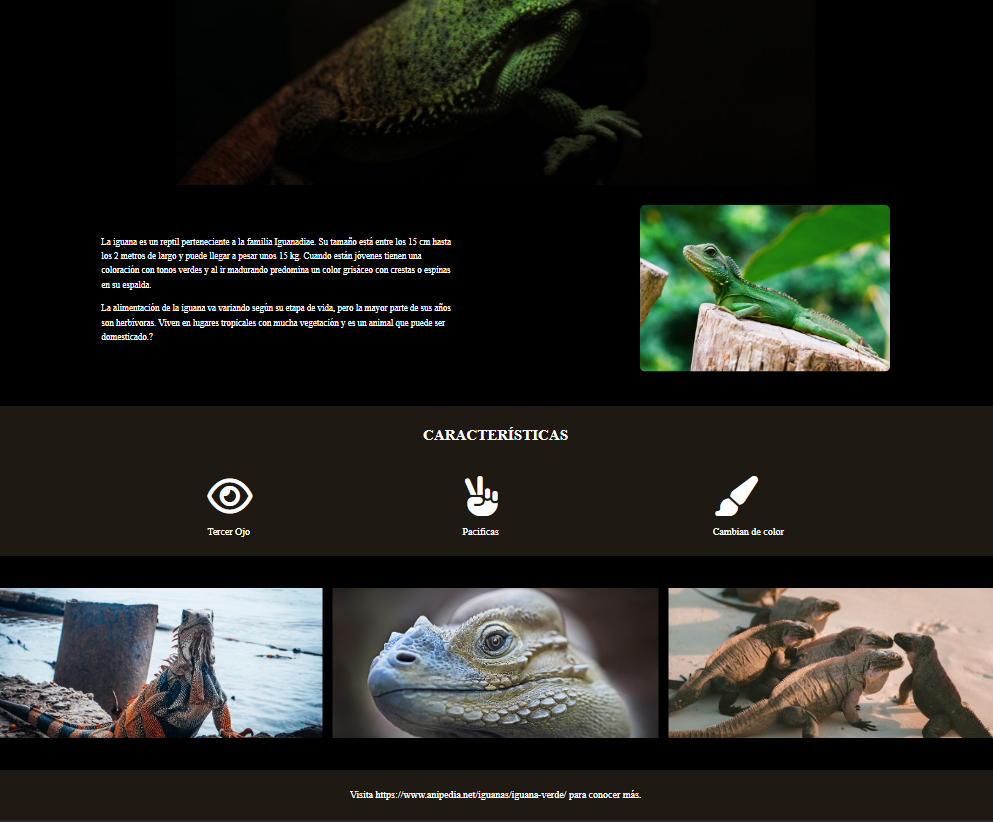 La iguana es un reptil perteneciente a la familia Iguanadiae. Su tamaño está entre los 15 cm hasta
los 2 metros de largo y puede llegar a pesar unos 15 kg. Cuando están jóvenes tienen una
coloración con tonos verdes y al ir madurando predomina un color grisáceo con crestas o espinas
en su espalda.
La alimentación de la iguana va variando según su etapa de vida, pero la mayor parte de sus años
son herbívoras. Viven en lugares tropicales con mucha vegetación y es un animal que puede ser
domesticado.?
CARACTERÍSTICAS
Tercer Ojo
Pacificas
Cambian de color
Visita https://www.anipedia.net/iguanas/iguana-verde/ para conocer más.